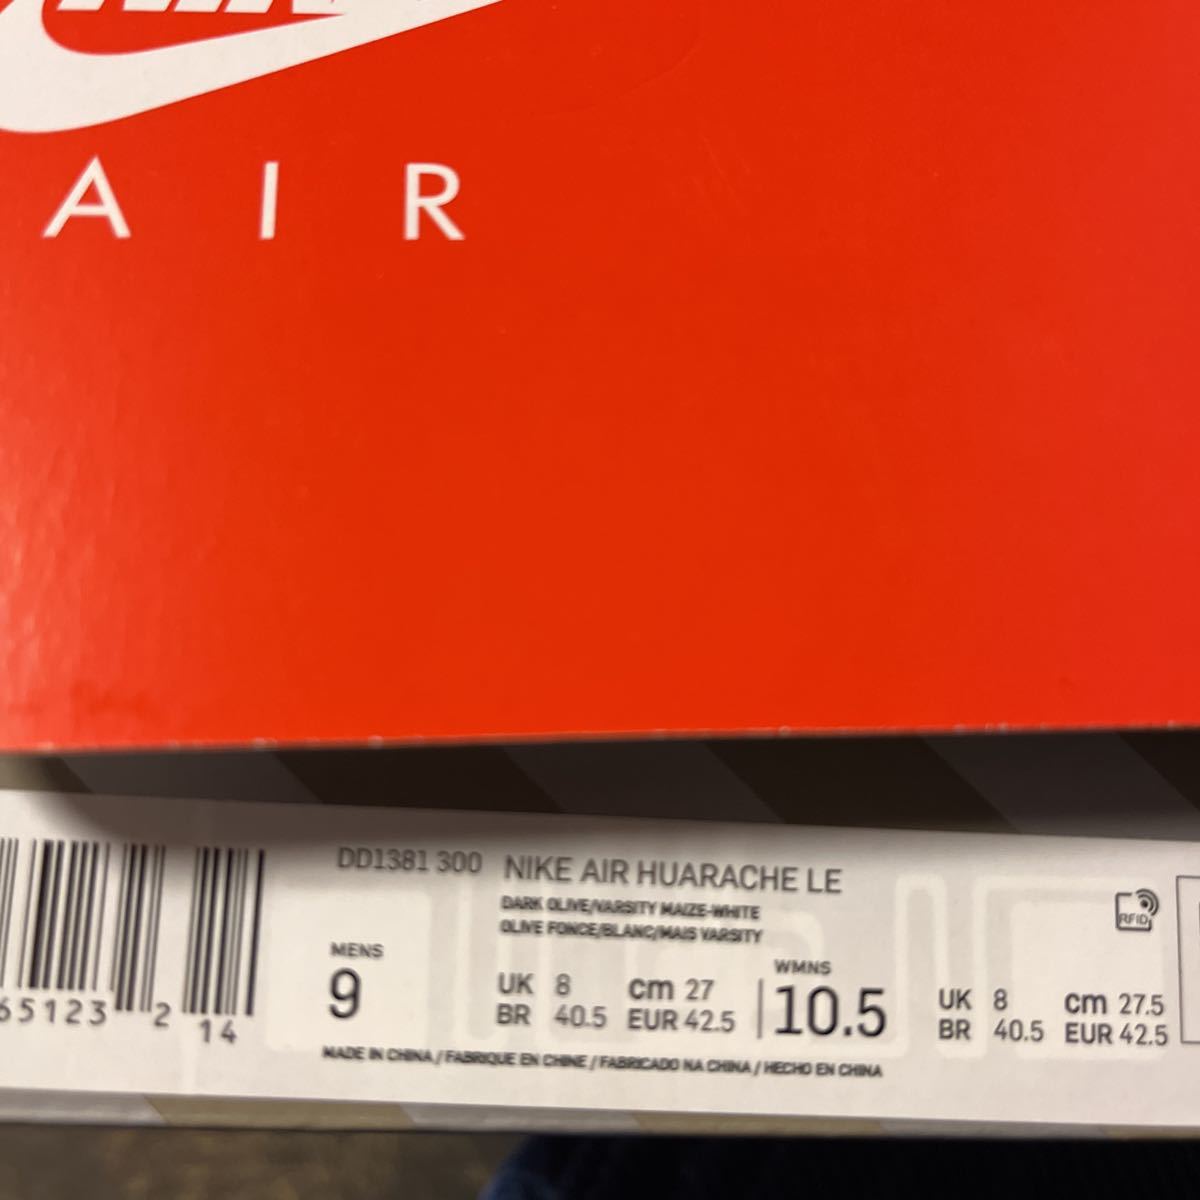 AIR
DD1381 300 NIKE AIR HUARACHE LE
DARK OLIVE/VARSITY MAIZE-WHITE
OLIVE FONCE/BLANC/MAIS VARSITY
RFID
MENS
9
UK 8 cm 27
BR 40.5 EUR 42.5
WMNS
10.5
UK 8 cm 27.5
BR 40.5 EUR 42.5
65123 2 14
MADE IN CHINA / FABRIQUE EN CHINE / FABRICADO NA CHINA / HECHO EN CHINA